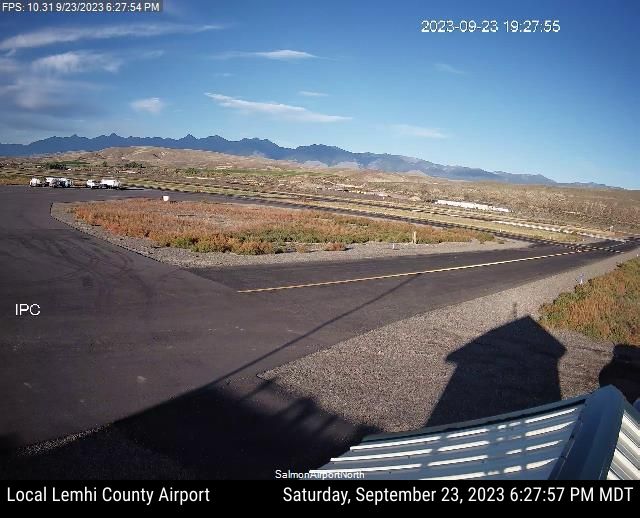 FPS: 10.31 9/23/2023 6:27:54 PM
2023-09-23 19:27:55
IPC
SalmonAirportNorth
Local Lemhi County Airport
Saturday, September 23, 2023 6:27:57 PM MDT